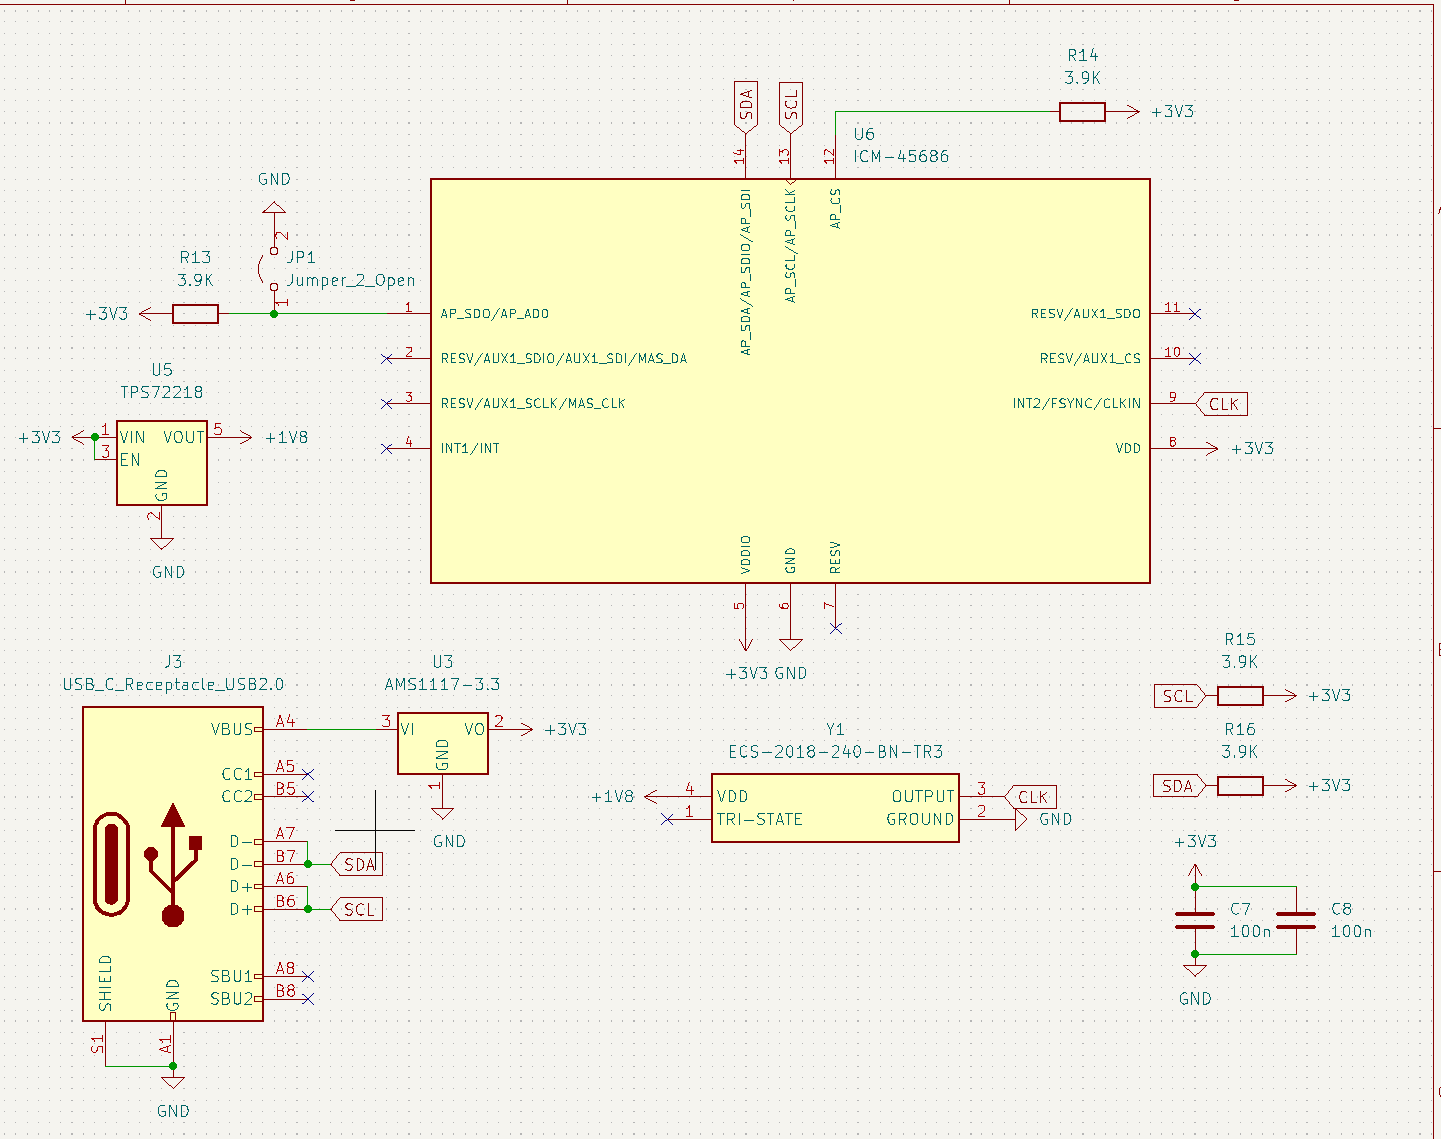 R14
3.9K
+3V3
SDA
SCL
14
13
12
U6
ICM-45686
AP_SDA/AP_SDIO/AP_SDI
AP_SCL/AP_SCLK
AP_CS
GND
2
JP1
Jumper_2_Open
1
R13
3.9K
+3V3
1
AP_SDO/AP_AD0
2
RESV/AUX1_SDIO/AUX1_SDI/MAS_DA
3
RESV/AUX1_SCLK/MAS_CLK
4
INT1/INT
RESV/AUX1_SDO
11
RESV/AUX1_CS
10
INT2/FSYNC/CLKIN
9
CLK
VDD
8
+3V3
VDDIO
GND
RESV
5
6
7
+3V3
GND
U5
TPS72218
+3V3
1
VIN
VOUT
5
+1V8
3
EN
GND
2
GND
J3
USB_C_Receptacle_USB2.0
VBUS
A4
CC1
A5
CC2
B5
D-
A7
D-
B7
SDA
D+
A6
D+
B6
SCL
SBU1
A8
SBU2
B8
SHIELD
GND
S1
A1
GND
U3
AMS1117-3.3
3
VI
VO
2
+3V3
GND
1
GND
Y1
ECS-2018-240-BN-TR3
+1V8
4
VDD
OUTPUT
3
CLK
1
TRI-STATE
GROUND
2
GND
R15
3.9K
SCL
+3V3
R16
3.9K
SDA
+3V3
+3V3
C7
100n
C8
100n
GND